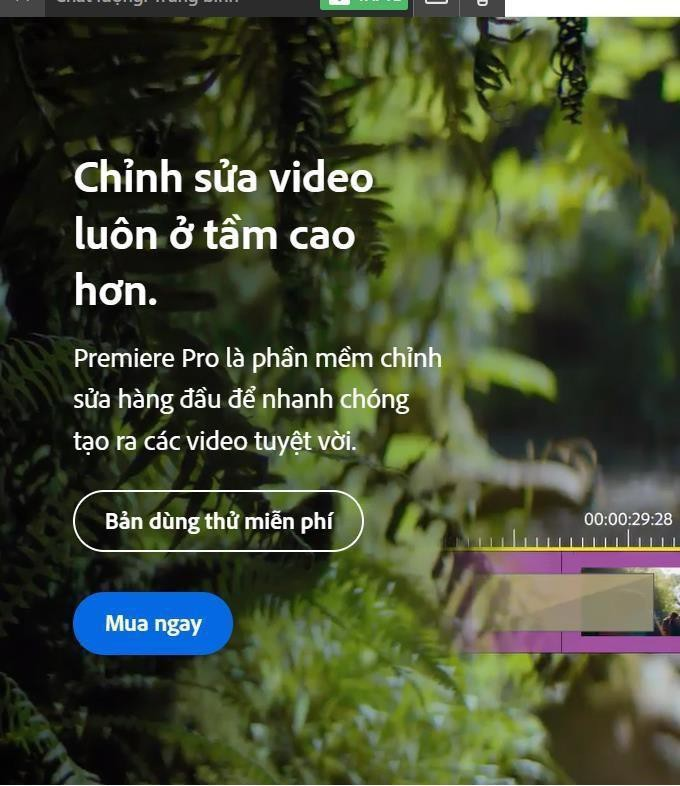 Chỉnh sửa video
luôn ở tầm cao
hơn.
Premiere Pro là phần mềm chỉnh
sửa hàng đầu để nhanh chóng
tạo ra các video tuyệt vời.
Bản dùng thử miễn phí
00:00:29:28
Mua ngay